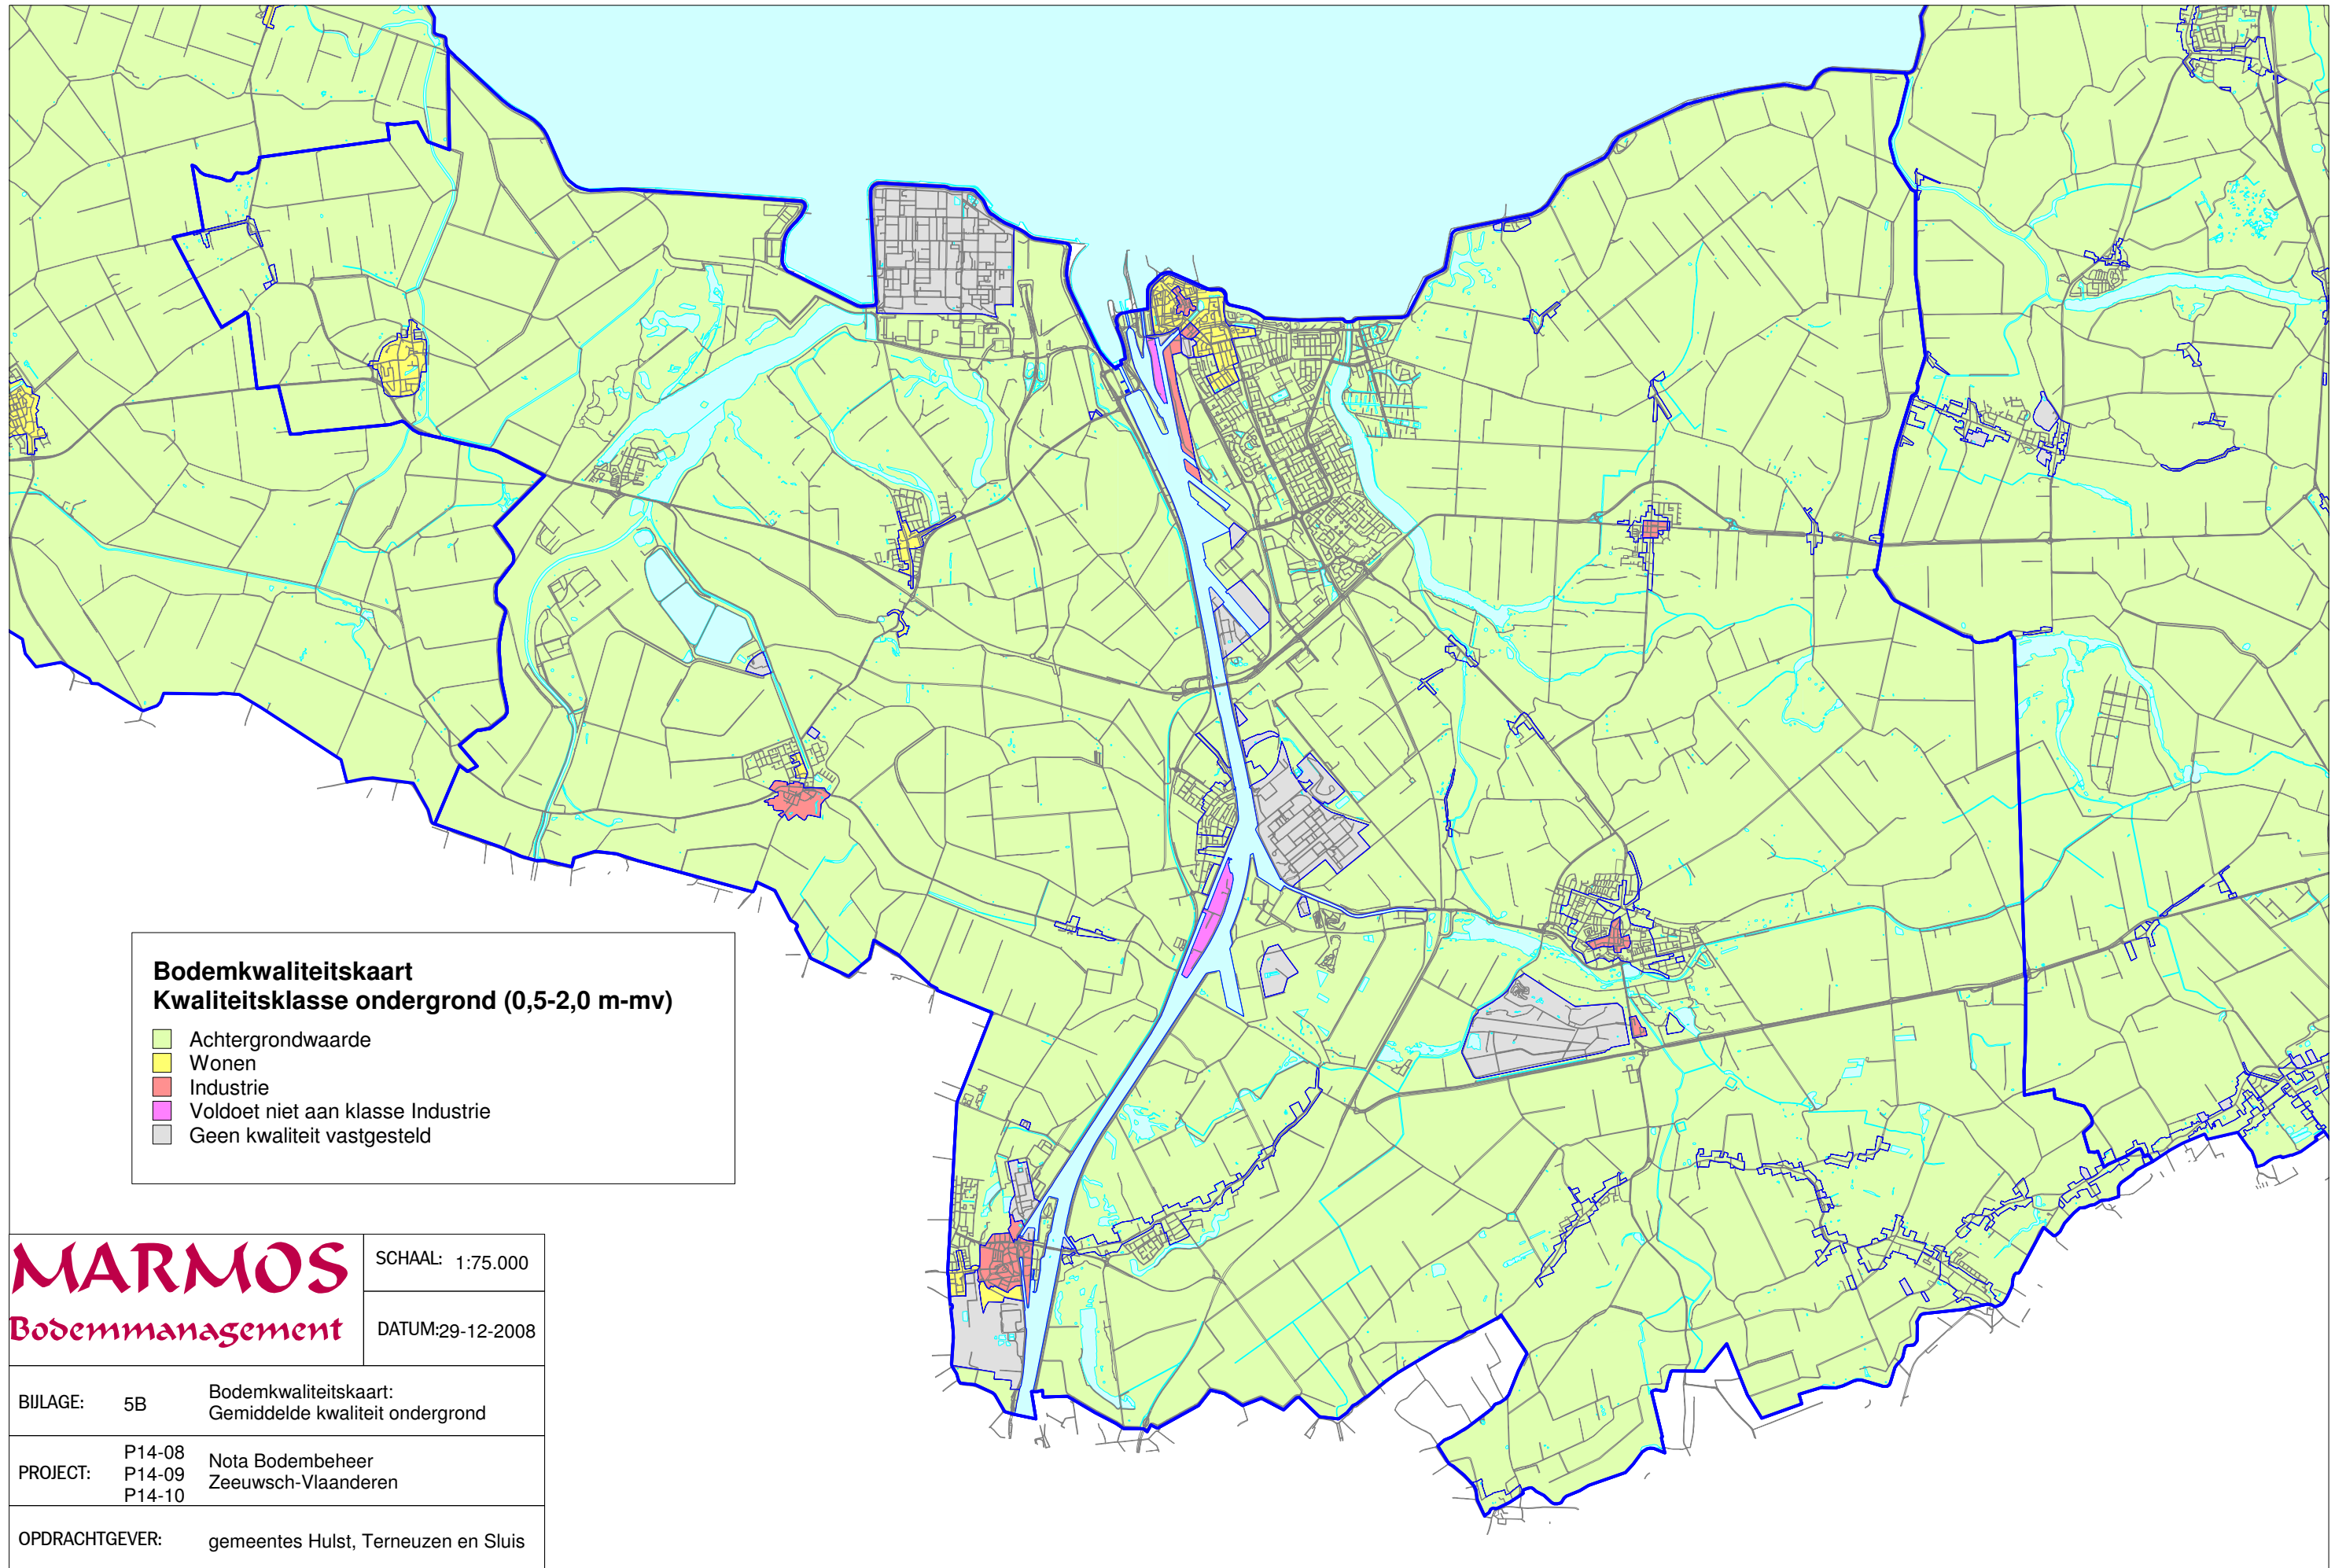 Bodemkwaliteitskaart
Kwaliteitsklasse ondergrond (0,5-2,0 m-mv)
Achtergrondwaarde
Wonen
Industrie
Voldoet niet aan klasse Industrie
Geen kwaliteit vastgesteld
MARMOS
Bodemmanagement
SCHAAL: 1:75.000
DATUM:29-12-2008
BIJLAGE: 5B Bodemkwaliteitskaart:
Gemiddelde kwaliteit ondergrond
PROJECT: P14-08
P14-09
P14-10
Nota Bodembeheer
Zeeuwsch-Vlaanderen
OPDRACHTGEVER: gemeentes Hulst, Terneuzen en Sluis